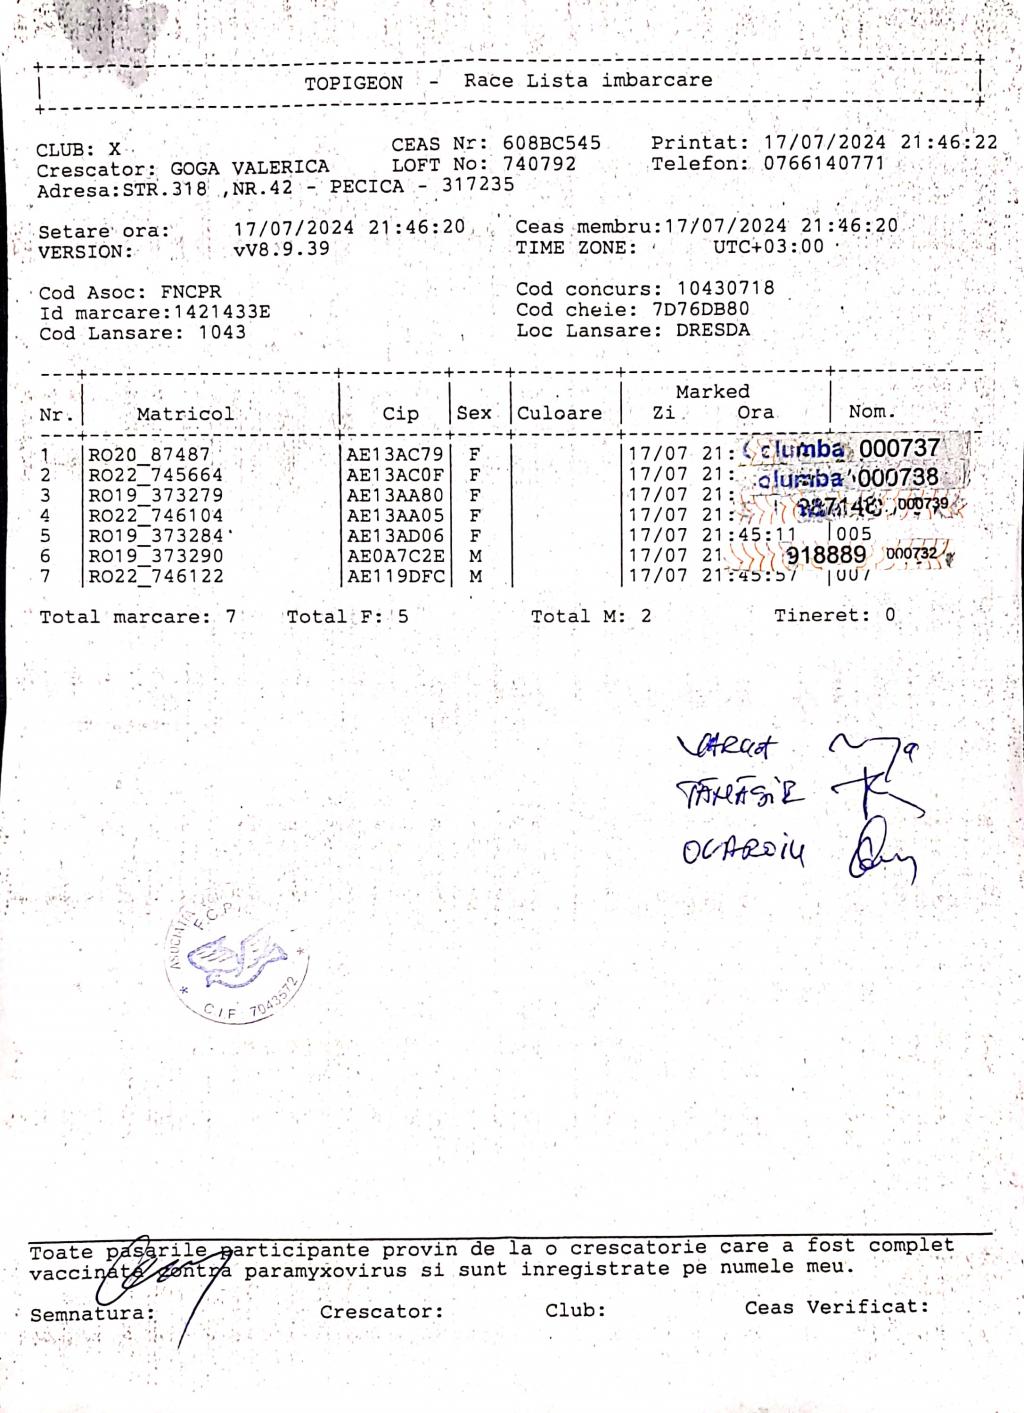 TOPIGEON - Race Lista imbarcare
CLUB: X CEAS Nr: 608BC545 Printat: 17/07/2024 21:46:22
Crescator: GOGA VALERICA LOFT No: 740792 Telefon: 0766140771
Adresa:STR.318 ,NR.42 - PECICA - 317235
Setare ora: 17/07/2024 21:46:20 Ceas membru:17/07/2024 21:46:20
VERSION: vV8.9.39 TIME ZONE: UTC+03:00
Cod Asoc: FNCPR Cod concurs: 10430718
Id marcare:1421433E Cod cheie: 7D76DB80
Cod Lansare: 1043 Loc Lansare: DRESDA
Marked
Nr. Matricol Cip Sex Culoare Zi Ora Nom.
1 RO20_87487 AE13AC79 F 17/07 21: Columba 000737
2 RO22_745664 AE13AC0F F 17/07 21: olumba 000738
3 RO19_373279 AE13AA80 F 17/07 21: 000739
4 RO22_746104 AE13AA05 F 17/07 21:
5 RO19_373284 AE13AD06 F 17/07 21:45:11 005
6 RO19_373290 AE0A7C2E M 17/07 21 918889 000732
7 RO22_746122 AE119DFC M 17/07 21:45:57 007
Total marcare: 7 Total F: 5 Total M: 2 Tineret: 0
VARGA
TĂMĂȘIE
F.C.P.
C.I.F 7043572
Toate pasarile participante provin de la o crescatorie care a fost complet
vaccinate contra paramyxovirus si sunt inregistrate pe numele meu.
Semnatura: Crescator: Club: Ceas Verificat: